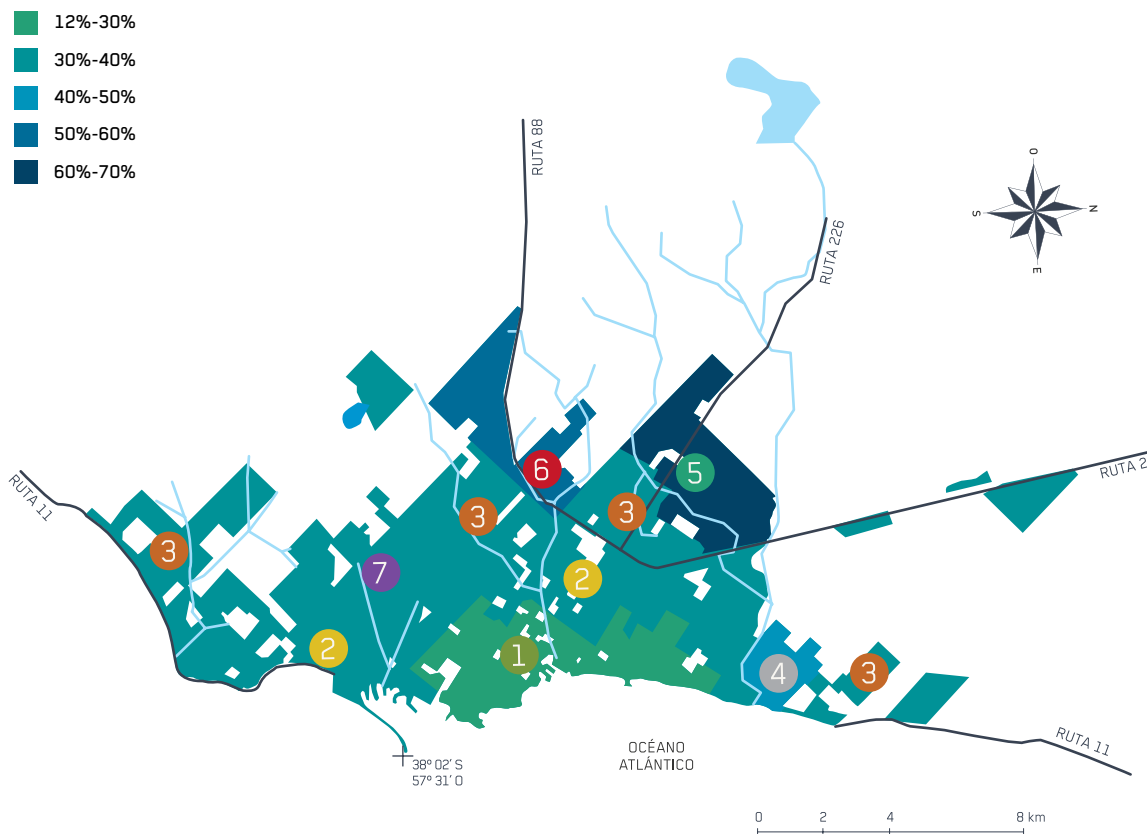 12%-30%
30%-40%
40%-50%
50%-60%
60%-70%
RUTA 88
RUTA 226
O
N
S
E
RUTA 2
RUTA 11
6
5
3
3
3
7
2
2
1
4
3
RUTA 11
OCÉANO
ATLÁNTICO
38º 02´ S
57º 31´ O
0 2 4 8 km